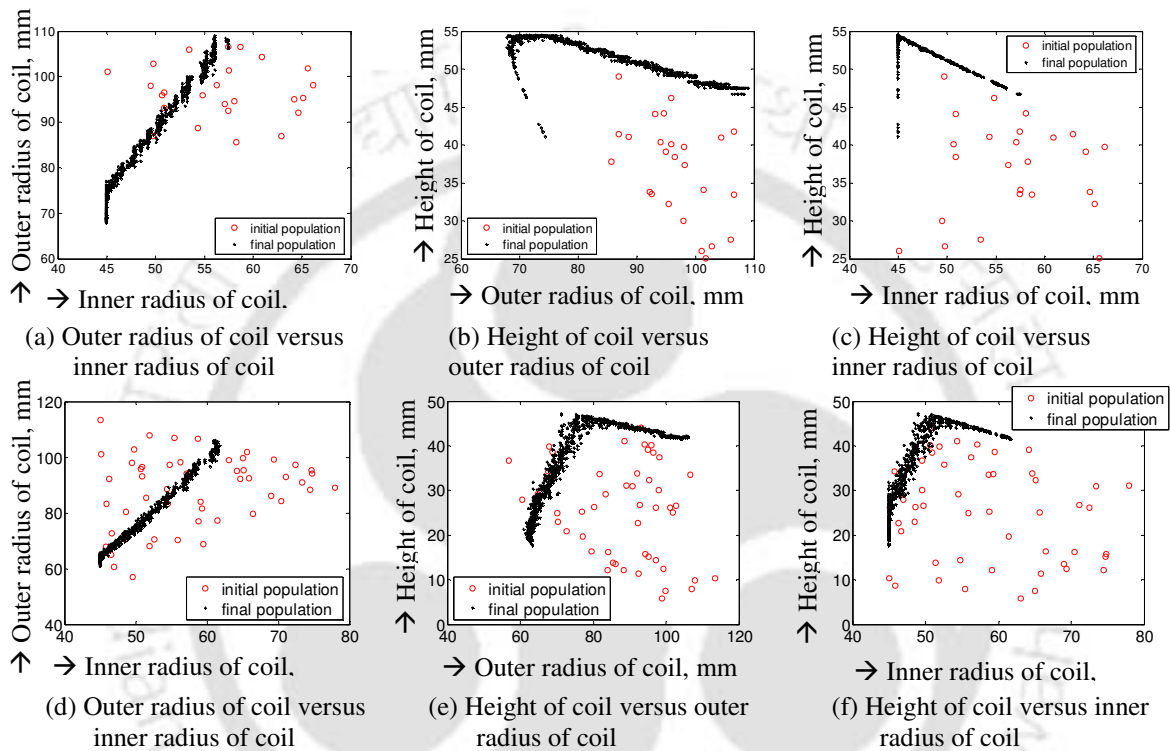 Outer radius of coil, mm
110
100
90
80
70
60
40 45 50 55 60 65 70
initial population
final population
↑ → Inner radius of coil,
(a) Outer radius of coil versus
inner radius of coil
→ Height of coil, mm
55
50
45
40
35
30
25
60 70 80 90 100 110
initial population
final population
→ Outer radius of coil, mm
(b) Height of coil versus
outer radius of coil
→ Height of coil, mm
55
50
45
40
35
30
25
40 45 50 55 60 65 70
initial population
final population
→ Inner radius of coil, mm
(c) Height of coil versus
inner radius of coil
Outer radius of coil, mm
120
100
80
60
40
40 50 60 70 80
initial population
final population
↑ → Inner radius of coil,
(d) Outer radius of coil versus
inner radius of coil
→ Height of coil, mm
50
40
30
20
10
0
40 60 80 100 120
initial population
final population
→ Outer radius of coil, mm
(e) Height of coil versus outer
radius of coil
→ Height of coil, mm
50
40
30
20
10
0
40 50 60 70 80
initial population
final population
→ Inner radius of coil,
(f) Height of coil versus inner
radius of coil